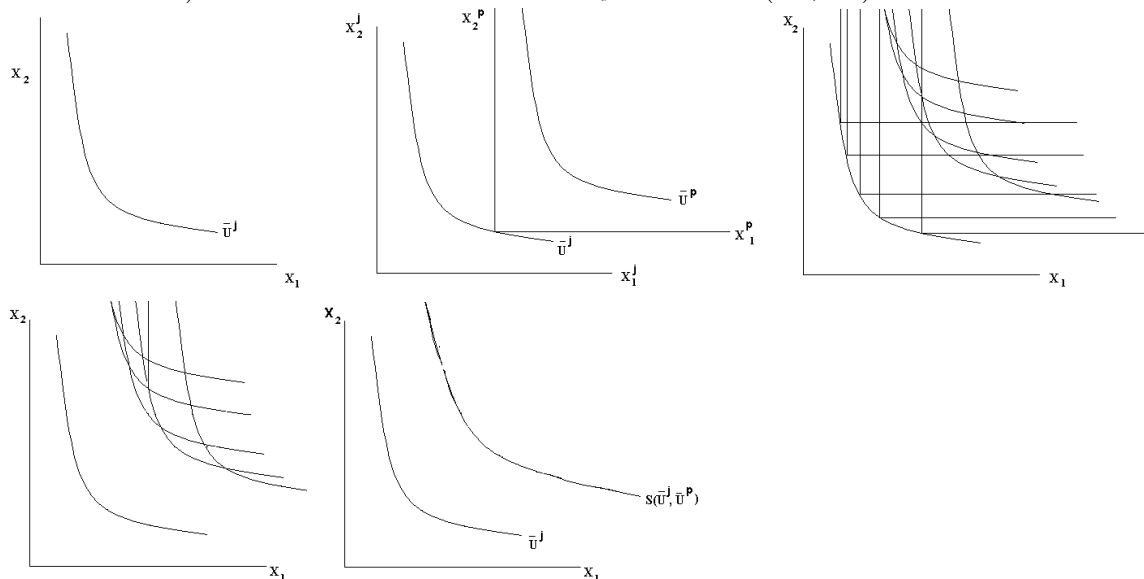 X₂
Ū^j
X₁
X₂^j
X₂^p
Ū^p
X₁^p
Ū^j
X₁^j
X₂
X₁
X₂
X₁
X₂
S(Ū^j, Ū^p)
Ū^j
X₁